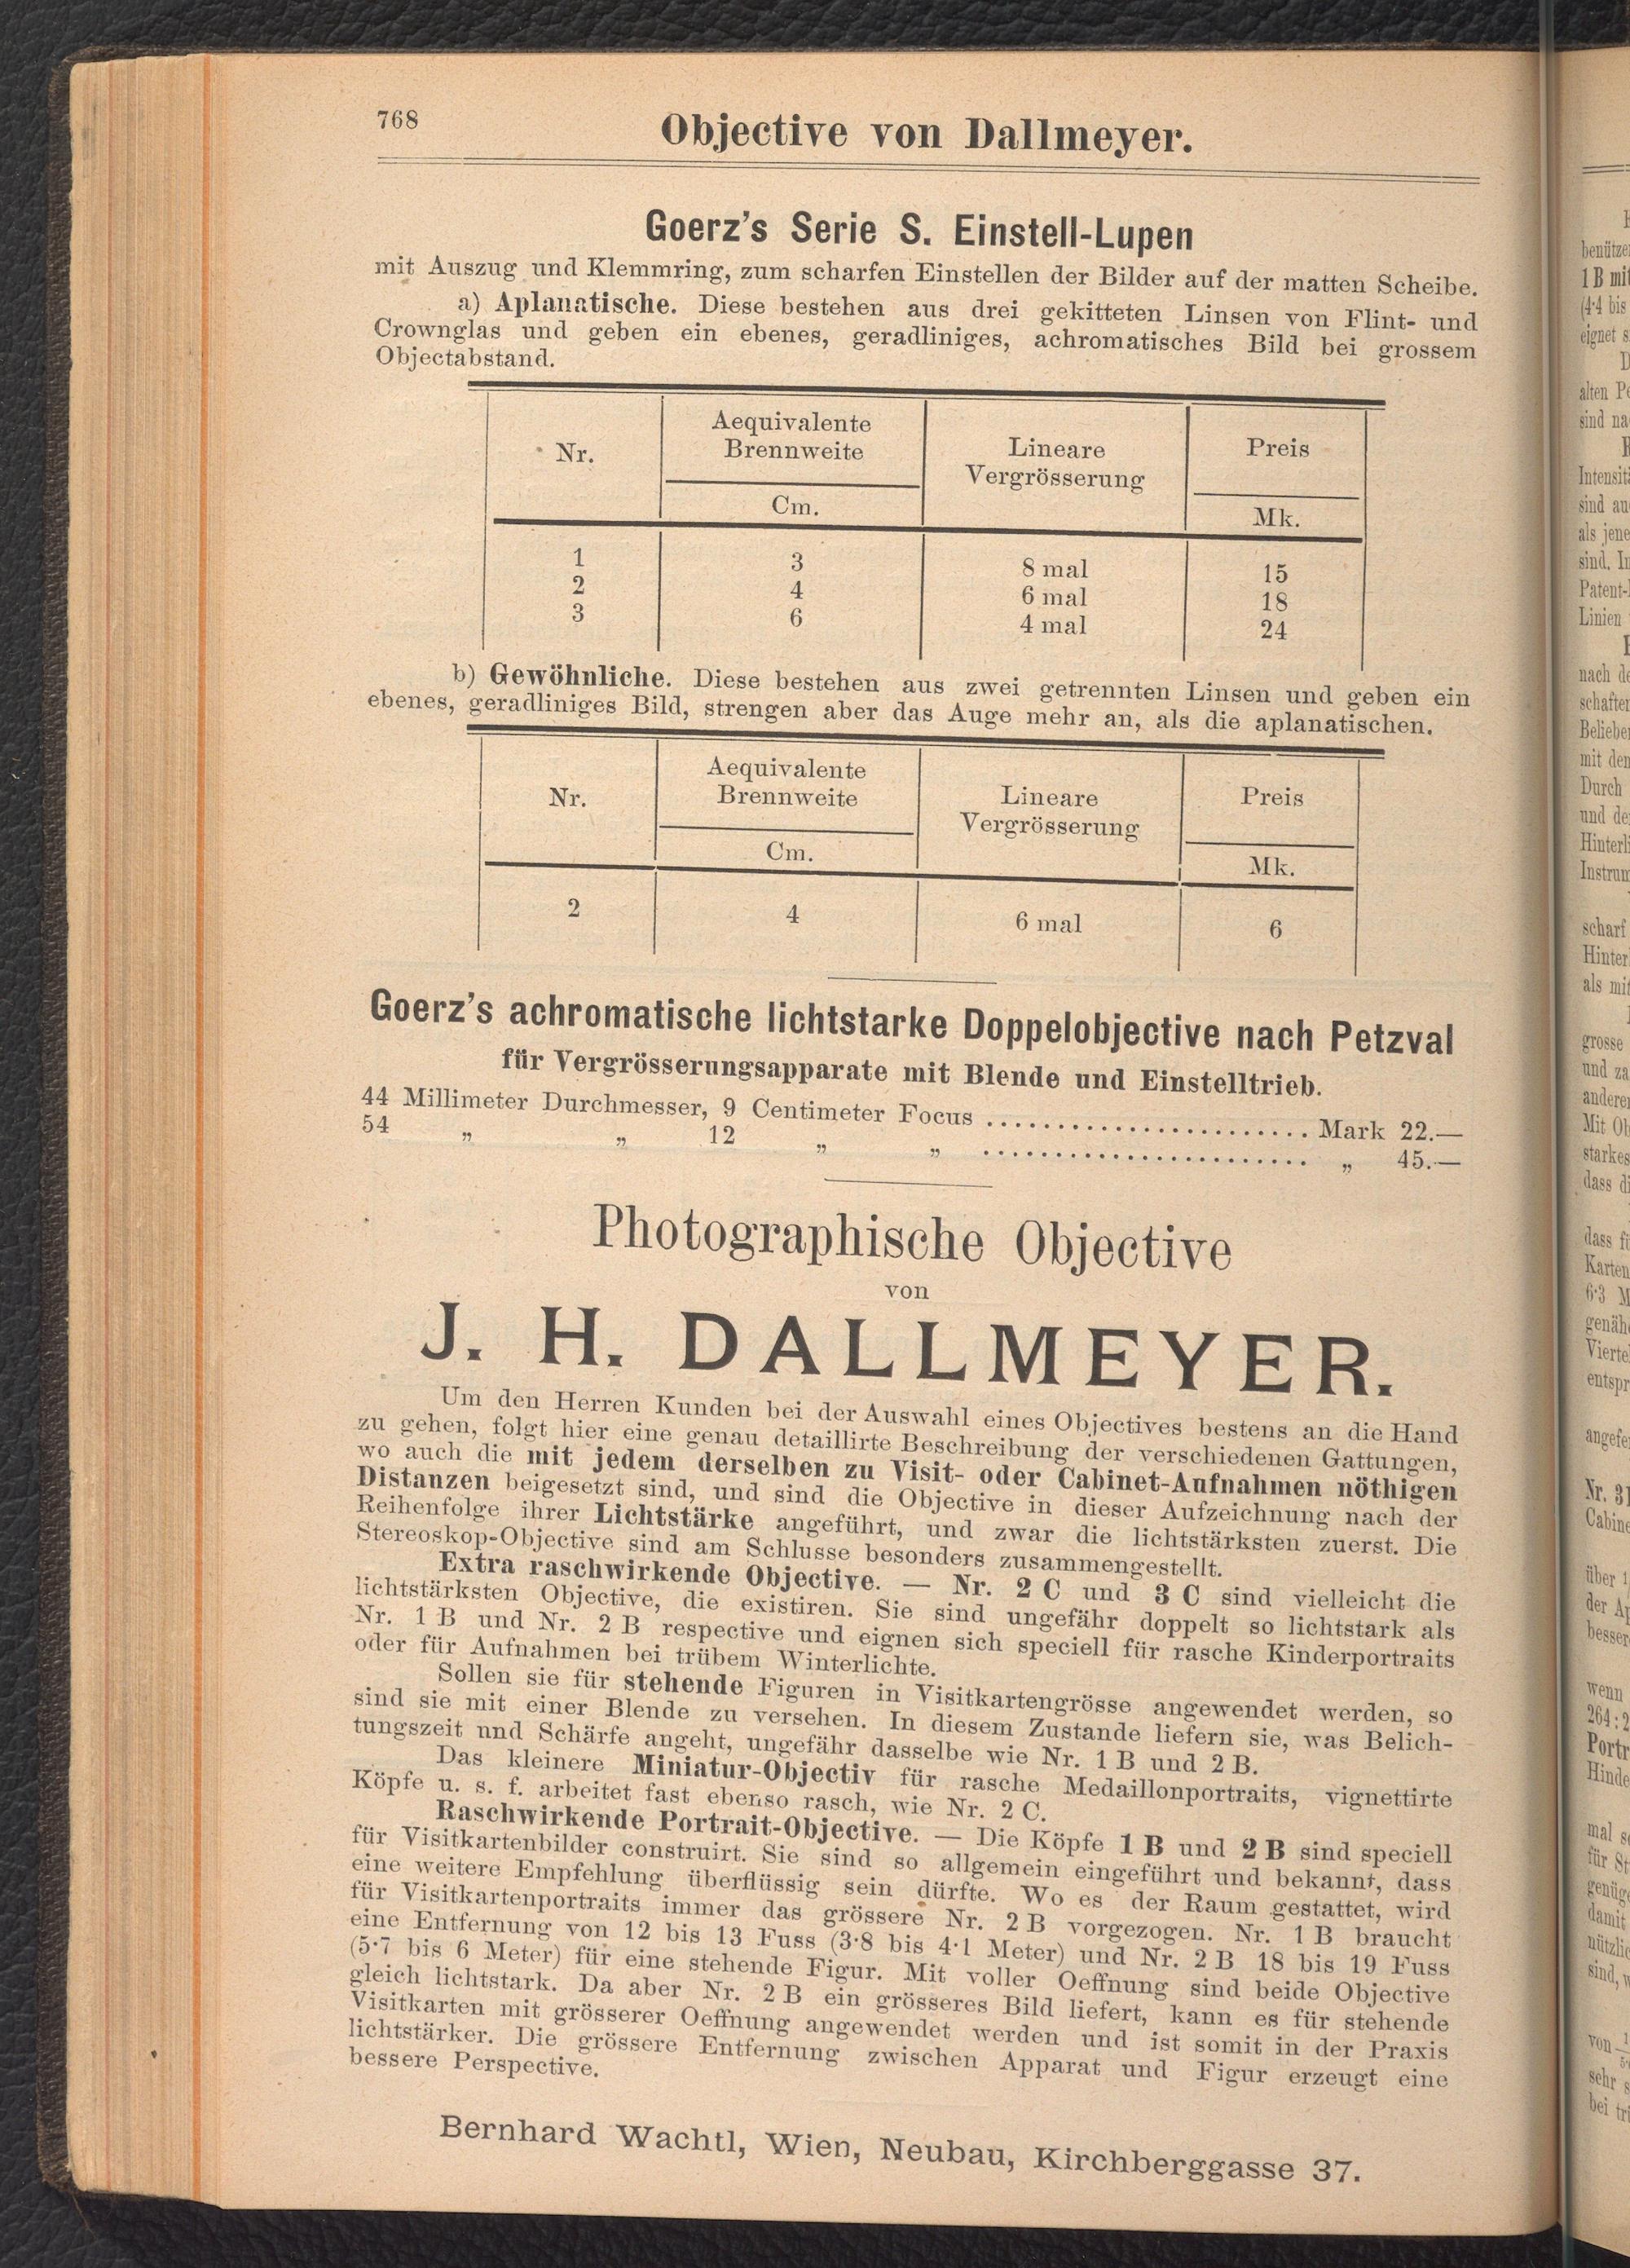 768
Objective von Dallmeyer.
Goerz's Serie S. Einstell-Lupen
mit Auszug und Klemmring, zum scharfen Einstellen der Bilder auf der matten Scheibe.
a) Aplanatische. Diese bestehen aus drei gekitteten Linsen von Flint- und
Crownglas und geben ein ebenes, geradliniges, achromatisches Bild bei grossem
Objectabstand.
Nr. Aequivalente Brennweite Cm. Lineare Vergrösserung Preis Mk.
1 3 8 mal 15
2 4 6 mal 18
3 6 4 mal 24
b) Gewöhnliche. Diese bestehen aus zwei getrennten Linsen und geben ein
ebenes, geradliniges Bild, strengen aber das Auge mehr an, als die aplanatischen.
Nr. Aequivalente Brennweite Cm. Lineare Vergrösserung Preis Mk.
2 4 6 mal 6
Goerz's achromatische lichtstarke Doppelobjective nach Petzval
für Vergrösserungsapparate mit Blende und Einstelltrieb.
44 Millimeter Durchmesser, 9 Centimeter Focus ....................... Mark 22.—
54 „ „ 12 „ „ ....................... „ 45.—
Photographische Objective
von
J. H. DALLMEYER.
Um den Herren Kunden bei der Auswahl eines Objectives bestens an die Hand
zu gehen, folgt hier eine genau detaillirte Beschreibung der verschiedenen Gattungen,
wo auch die mit jedem derselben zu Visit- oder Cabinet-Aufnahmen nöthigen
Distanzen beigesetzt sind, und sind die Objective in dieser Aufzeichnung nach der
Reihenfolge ihrer Lichtstärke angeführt, und zwar die lichtstärksten zuerst. Die
Stereoskop-Objective sind am Schlusse besonders zusammengestellt.
Extra raschwirkende Objective. — Nr. 2 C und 3 C sind vielleicht die
lichtstärksten Objective, die existiren. Sie sind ungefähr doppelt so lichtstark als
Nr. 1 B und Nr. 2 B respective und eignen sich speciell für rasche Kinderportraits
oder für Aufnahmen bei trübem Winterlichte.
Sollen sie für stehende Figuren in Visitkartengrösse angewendet werden, so
sind sie mit einer Blende zu versehen. In diesem Zustande liefern sie, was Belich-
tungszeit und Schärfe angeht, ungefähr dasselbe wie Nr. 1 B und 2 B.
Das kleinere Miniatur-Objectiv für rasche Medaillonportraits, vignettirte
Köpfe u. s. f. arbeitet fast ebenso rasch, wie Nr. 2 C.
Raschwirkende Portrait-Objective. — Die Köpfe 1 B und 2 B sind speciell
für Visitkartenbilder construirt. Sie sind so allgemein eingeführt und bekannt, dass
eine weitere Empfehlung überflüssig sein dürfte. Wo es der Raum gestattet, wird
für Visitkartenportraits immer das grössere Nr. 2 B vorgezogen. Nr. 1 B braucht
eine Entfernung von 12 bis 13 Fuss (3·8 bis 4·1 Meter) und Nr. 2 B 18 bis 19 Fuss
(5·7 bis 6 Meter) für eine stehende Figur. Mit voller Oeffnung sind beide Objective
gleich lichtstark. Da aber Nr. 2 B ein grösseres Bild liefert, kann es für stehende
Visitkarten mit grösserer Oeffnung angewendet werden und ist somit in der Praxis
lichtstärker. Die grössere Entfernung zwischen Apparat und Figur erzeugt eine
bessere Perspective.
Bernhard Wachtl, Wien, Neubau, Kirchberggasse 37.